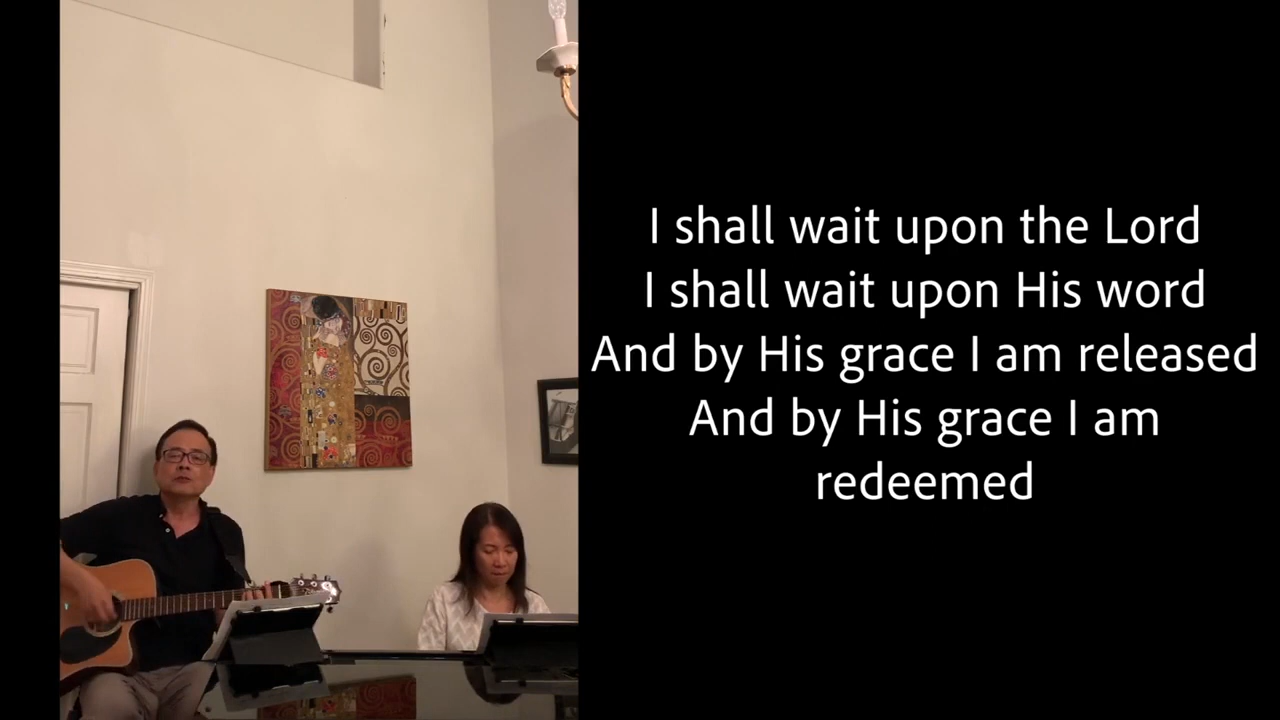 I shall wait upon the Lord
I shall wait upon His word
And by His grace I am released
And by His grace I am
redeemed